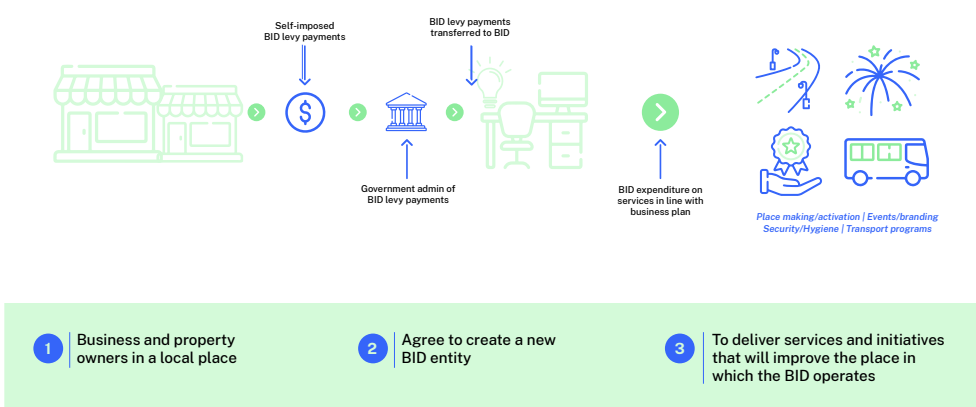 Self-imposed
BID levy payments
BID levy payments
transferred to BID
$
Government admin of
BID levy payments
BID expenditure on
services in line with
business plan
Place making/activation | Events/branding
Security/Hygiene | Transport programs
1
Business and property
owners in a local place
2
Agree to create a new
BID entity
3
To deliver services and initiatives
that will improve the place in
which the BID operates